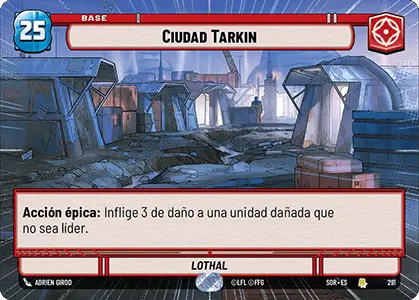 BASE
25
CIUDAD TARKIN
Acción épica: Inflige 3 de daño a una unidad dañada que
no sea líder.
LOTHAL
ADRIEN GIROD
©LFL ©FFG
SOR•ES
291